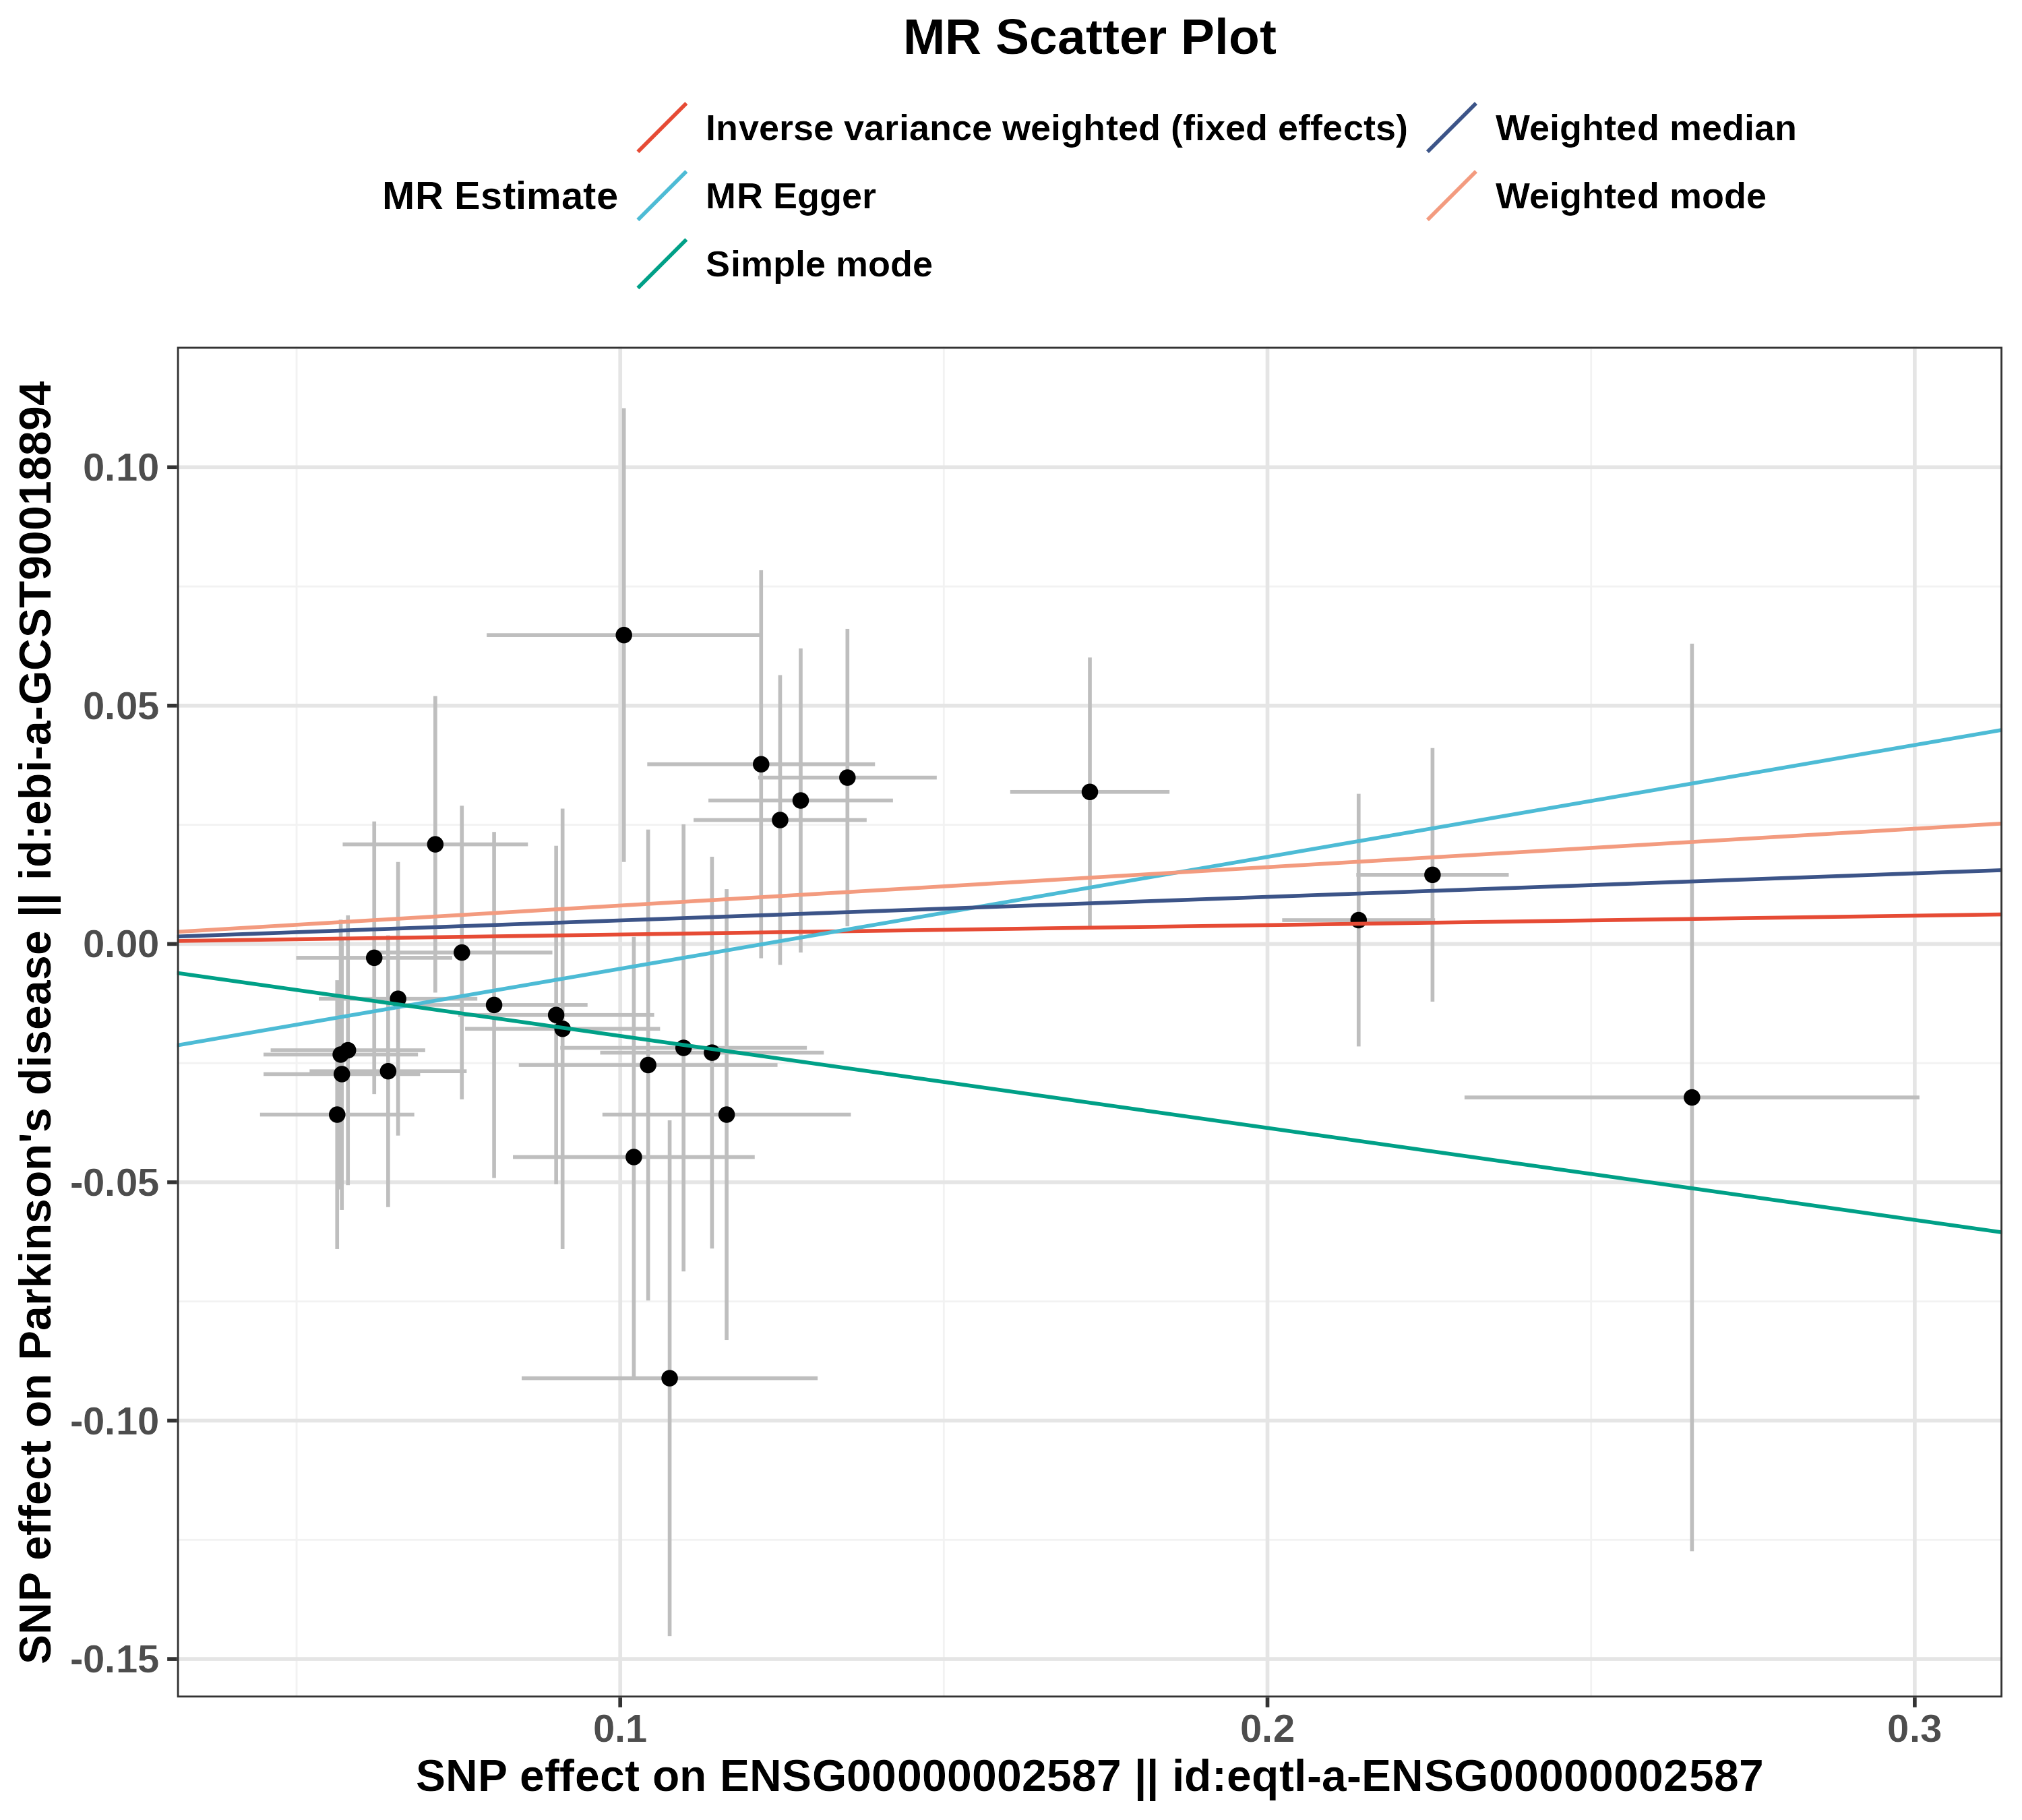 MR Scatter Plot
MR Estimate
Inverse variance weighted (fixed effects)
MR Egger
Simple mode
Weighted median
Weighted mode
SNP effect on Parkinson's disease || id:ebi-a-GCST90018894
0.10
0.05
0.00
-0.05
-0.10
-0.15
0.1
0.2
0.3
SNP effect on ENSG00000002587 || id:eqtl-a-ENSG00000002587